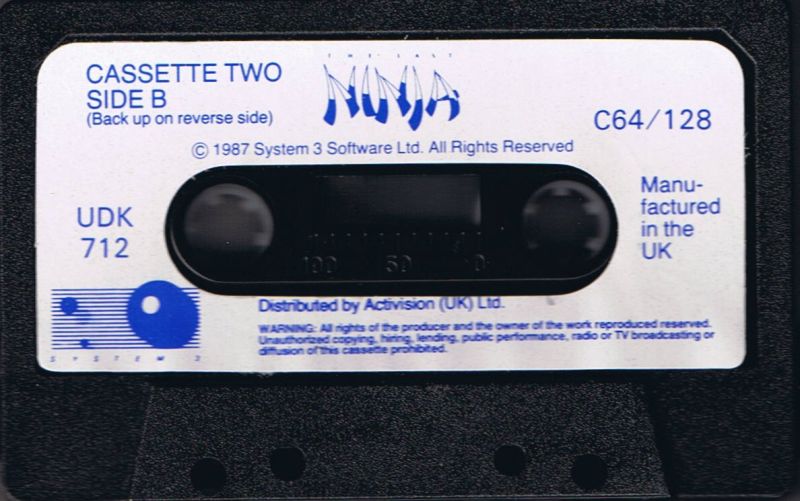 THE LAST
NINJA
CASSETTE TWO
SIDE B
(Back up on reverse side)
C64/128
© 1987 System 3 Software Ltd. All Rights Reserved
UDK
712
Manu-
factured
in the
UK
100 50 0
Distributed by Activision (UK) Ltd.
SYSTEM 3
WARNING: All rights of the producer and the owner of the work reproduced reserved.
Unauthorized copying, hiring, lending, public performance, radio or TV broadcasting or
diffusion of this cassette prohibited.